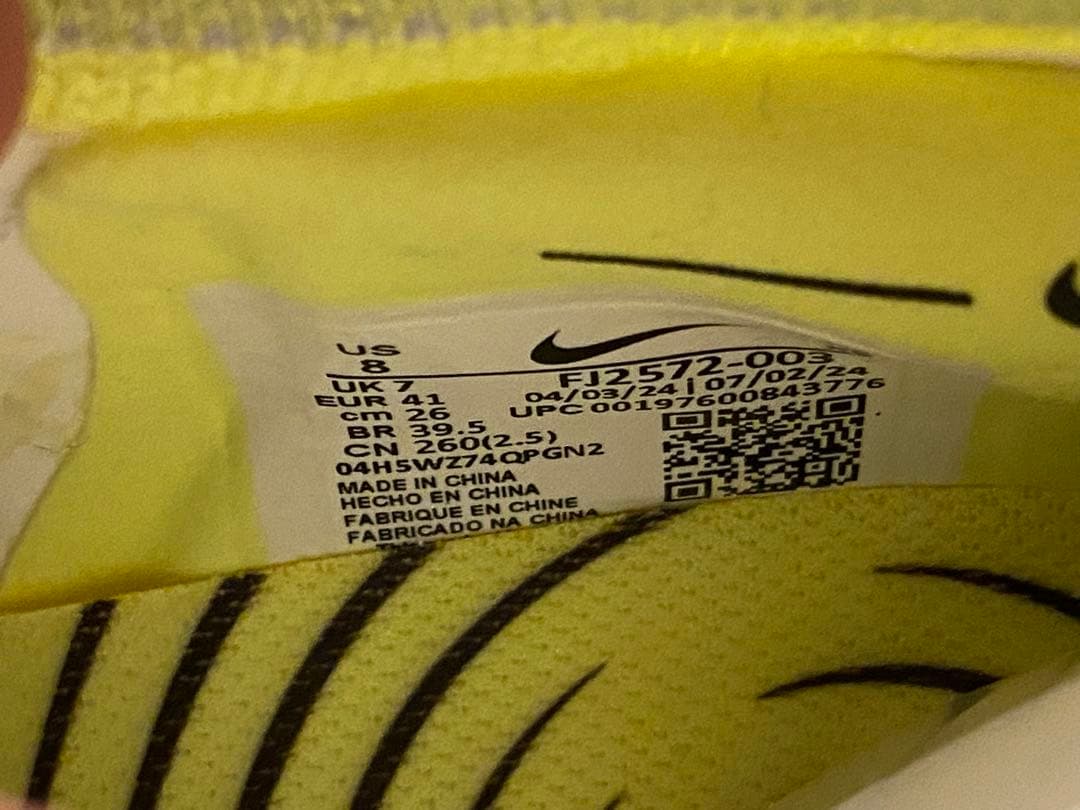 US
8
UK 7
EUR 41
cm 26
BR 39.5
CN 260(2.5)
04H5WZ74QPGN2
MADE IN CHINA
HECHO EN CHINA
FABRIQUE EN CHINE
FABRICADO NA CHINA
FJ2572-003
04/03/24 | 07/02/24
UPC 00197600843776